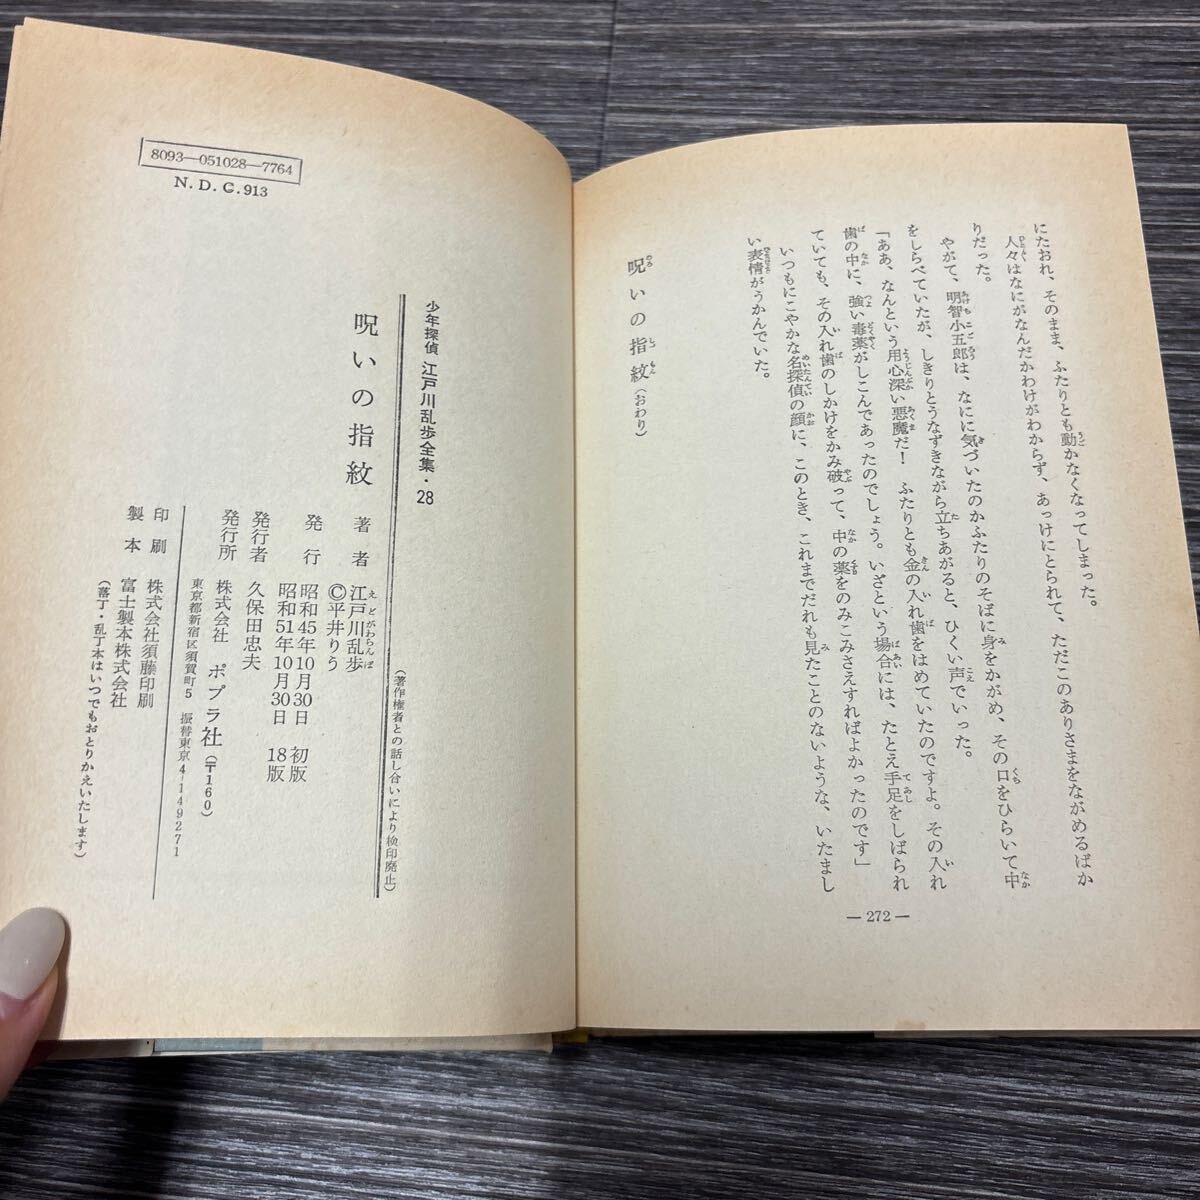 にたおれ、そのまま、ふたりとも動かなくなってしまった。
人々はなにがなんだかわけがわからず、あっけにとられて、ただこのありさまをながめるばか
りだった。
やがて、明智小五郎は、なにに気づいたのかふたりのそばに身をかがめ、その口をひらいて中
をしらべていたが、しきりとうなずきながら立ちあがると、ひくい声でいった。
「ああ、なんという用心深い悪魔だ！ ふたりとも金の入れ歯をはめていたのですよ。その入れ
歯の中に、強い毒薬がしこんであったのでしょう。いざという場合には、たとえ手足をしばられ
ていても、その入れ歯のしかけをかみ破って、中の薬をのみこみさえすればよかったのです」
いつもにこやかな名探偵の顔に、このとき、これまでだれも見たことのないような、いたまし
い表情がうかんでいた。
呪いの指紋（おわり）
— 272 —
8093—051028—7764
N. D. C. 913
少年探偵 江戸川乱歩全集・28
（著作権者との話し合いにより検印廃止）
呪いの指紋
著者 江戸川乱歩
えどがわらんぽ
©平井りう
発行 昭和45年10月30日 初版
昭和51年10月30日 18版
発行者 久保田忠夫
発行所 株式会社 ポプラ社（〒160）
東京都新宿区須賀町5 振替東京4-149271
印刷 株式会社須藤印刷
製本 富士製本株式会社
（落丁・乱丁本はいつでもおとりかえいたします）